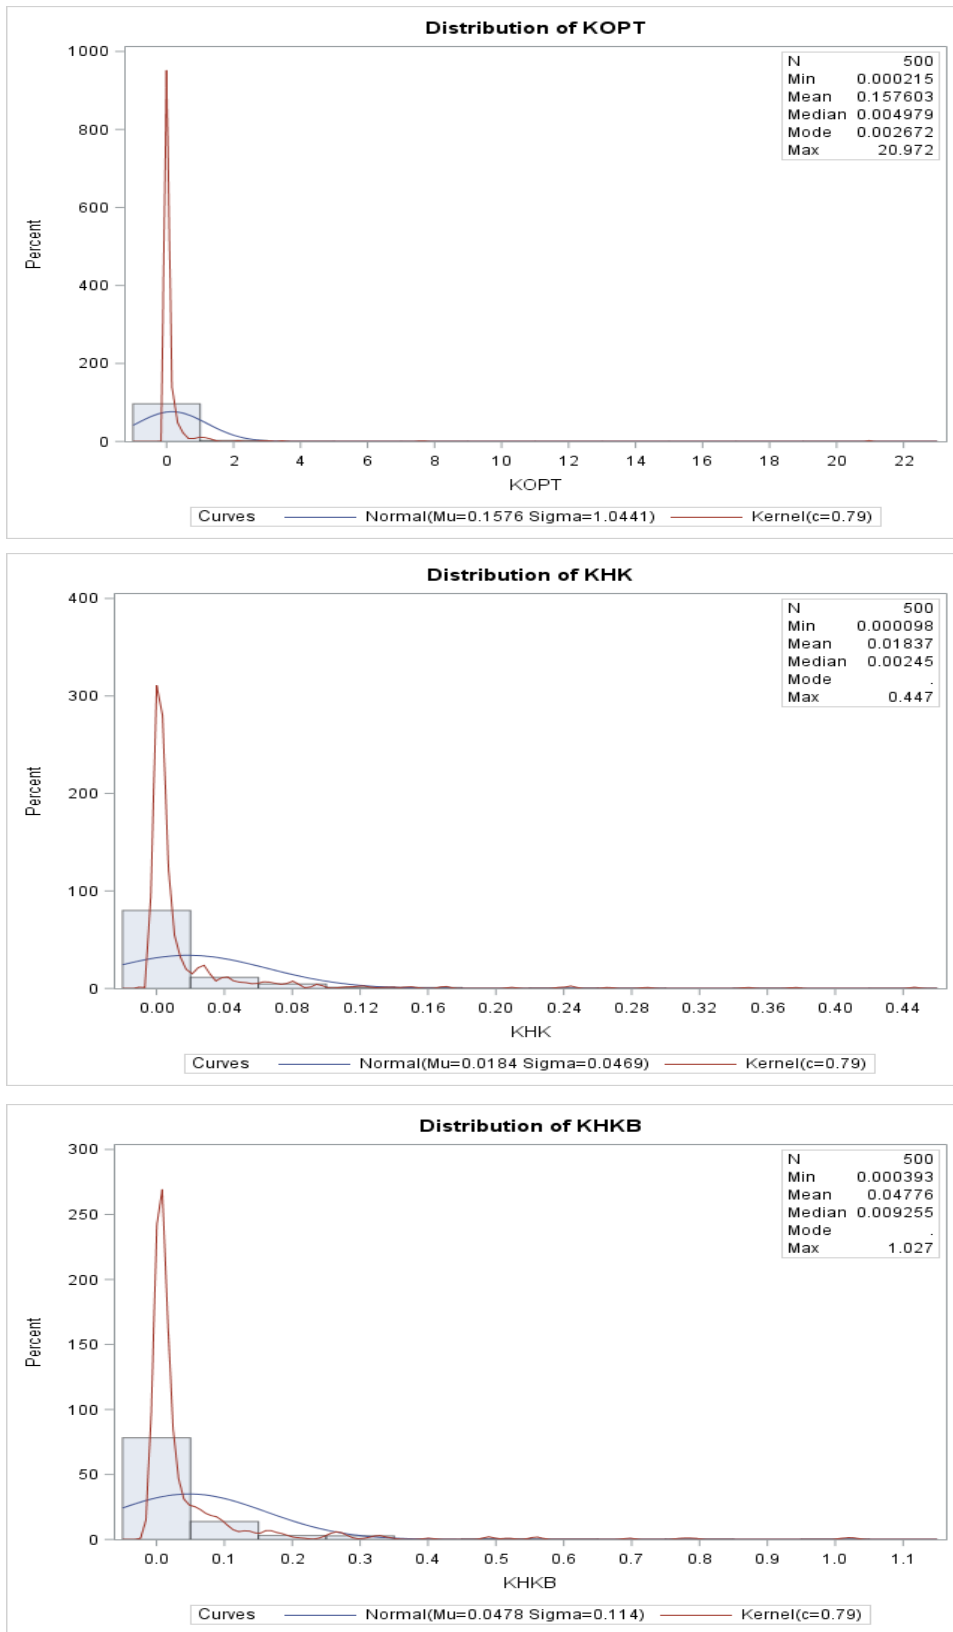 Distribution of KOPT
1000
800
600
400
200
0
Percent
N 500
Min 0.000215
Mean 0.157603
Median 0.004979
Mode 0.002672
Max 20.972
0 2 4 6 8 10 12 14 16 18 20 22
KOPT
Curves Normal(Mu=0.1576 Sigma=1.0441) Kernel(c=0.79)
Distribution of KHK
400
300
200
100
0
Percent
N 500
Min 0.000098
Mean 0.01837
Median 0.00245
Mode .
Max 0.447
0.00 0.04 0.08 0.12 0.16 0.20 0.24 0.28 0.32 0.36 0.40 0.44
KHK
Curves Normal(Mu=0.0184 Sigma=0.0469) Kernel(c=0.79)
Distribution of KHKB
300
250
200
150
100
50
0
Percent
N 500
Min 0.000393
Mean 0.04776
Median 0.009255
Mode .
Max 1.027
0.0 0.1 0.2 0.3 0.4 0.5 0.6 0.7 0.8 0.9 1.0 1.1
KHKB
Curves Normal(Mu=0.0478 Sigma=0.114) Kernel(c=0.79)